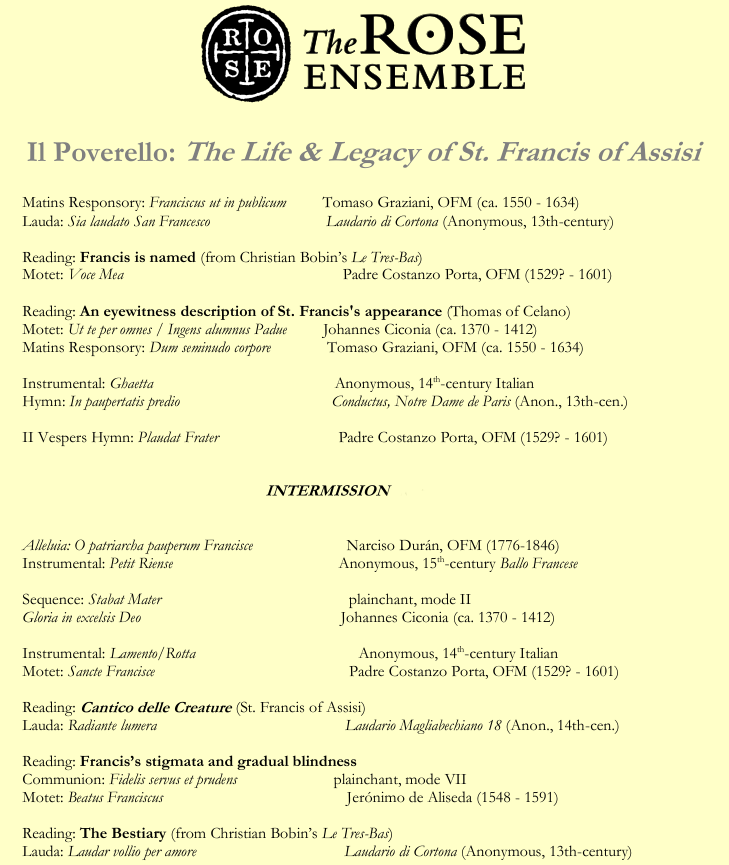 RO
SE
The ROSE
ENSEMBLE
Il Poverello: The Life & Legacy of St. Francis of Assisi
Matins Responsory: Franciscus ut in publicum Tomaso Graziani, OFM (ca. 1550 - 1634)
Lauda: Sia laudato San Francesco Laudario di Cortona (Anonymous, 13th-century)
Reading: Francis is named (from Christian Bobin’s Le Tres-Bas)
Motet: Voce Mea Padre Costanzo Porta, OFM (1529? - 1601)
Reading: An eyewitness description of St. Francis's appearance (Thomas of Celano)
Motet: Ut te per omnes / Ingens alumnus Padue Johannes Ciconia (ca. 1370 - 1412)
Matins Responsory: Dum seminudo corpore Tomaso Graziani, OFM (ca. 1550 - 1634)
Instrumental: Ghaetta Anonymous, 14th-century Italian
Hymn: In paupertatis predio Conductus, Notre Dame de Paris (Anon., 13th-cen.)
II Vespers Hymn: Plaudat Frater Padre Costanzo Porta, OFM (1529? - 1601)
INTERMISSION
Alleluia: O patriarcha pauperum Francisce Narciso Durán, OFM (1776-1846)
Instrumental: Petit Riense Anonymous, 15th-century Ballo Francese
Sequence: Stabat Mater plainchant, mode II
Gloria in excelsis Deo Johannes Ciconia (ca. 1370 - 1412)
Instrumental: Lamento/Rotta Anonymous, 14th-century Italian
Motet: Sancte Francisce Padre Costanzo Porta, OFM (1529? - 1601)
Reading: Cantico delle Creature (St. Francis of Assisi)
Lauda: Radiante lumera Laudario Magliabechiano 18 (Anon., 14th-cen.)
Reading: Francis’s stigmata and gradual blindness
Communion: Fidelis servus et prudens plainchant, mode VII
Motet: Beatus Franciscus Jerónimo de Aliseda (1548 - 1591)
Reading: The Bestiary (from Christian Bobin’s Le Tres-Bas)
Lauda: Laudar vollio per amore Laudario di Cortona (Anonymous, 13th-century)